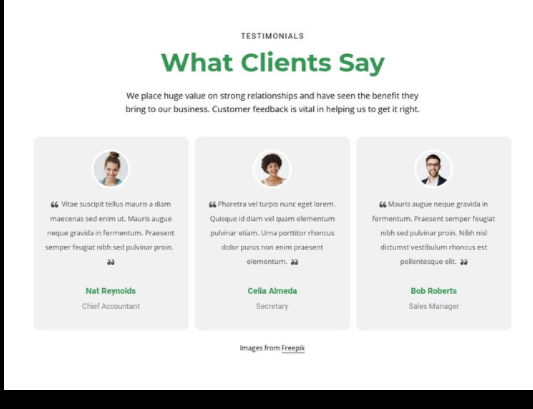 TESTIMONIALS
What Clients Say
We place huge value on strong relationships and have seen the benefit they
bring to our business. Customer feedback is vital in helping us to get it right.
❝ Vitae suscipit tellus mauris a diam
maecenas sed enim ut. Mauris augue
neque gravida in fermentum. Praesent
semper feugiat nibh sed pulvinar proin.
❞
Nat Reynolds
Chief Accountant
❝ Pharetra vel turpis nunc eget lorem.
Quisque id diam vel quam elementum
pulvinar etiam. Urna porttitor rhoncus
dolor purus non enim praesent
elementum. ❞
Celia Almeda
Secretary
❝ Mauris augue neque gravida in
fermentum. Praesent semper feugiat
nibh sed pulvinar proin. Nibh nisl
dictumst vestibulum rhoncus est
pellentesque elit. ❞
Bob Roberts
Sales Manager
Images from Freepik